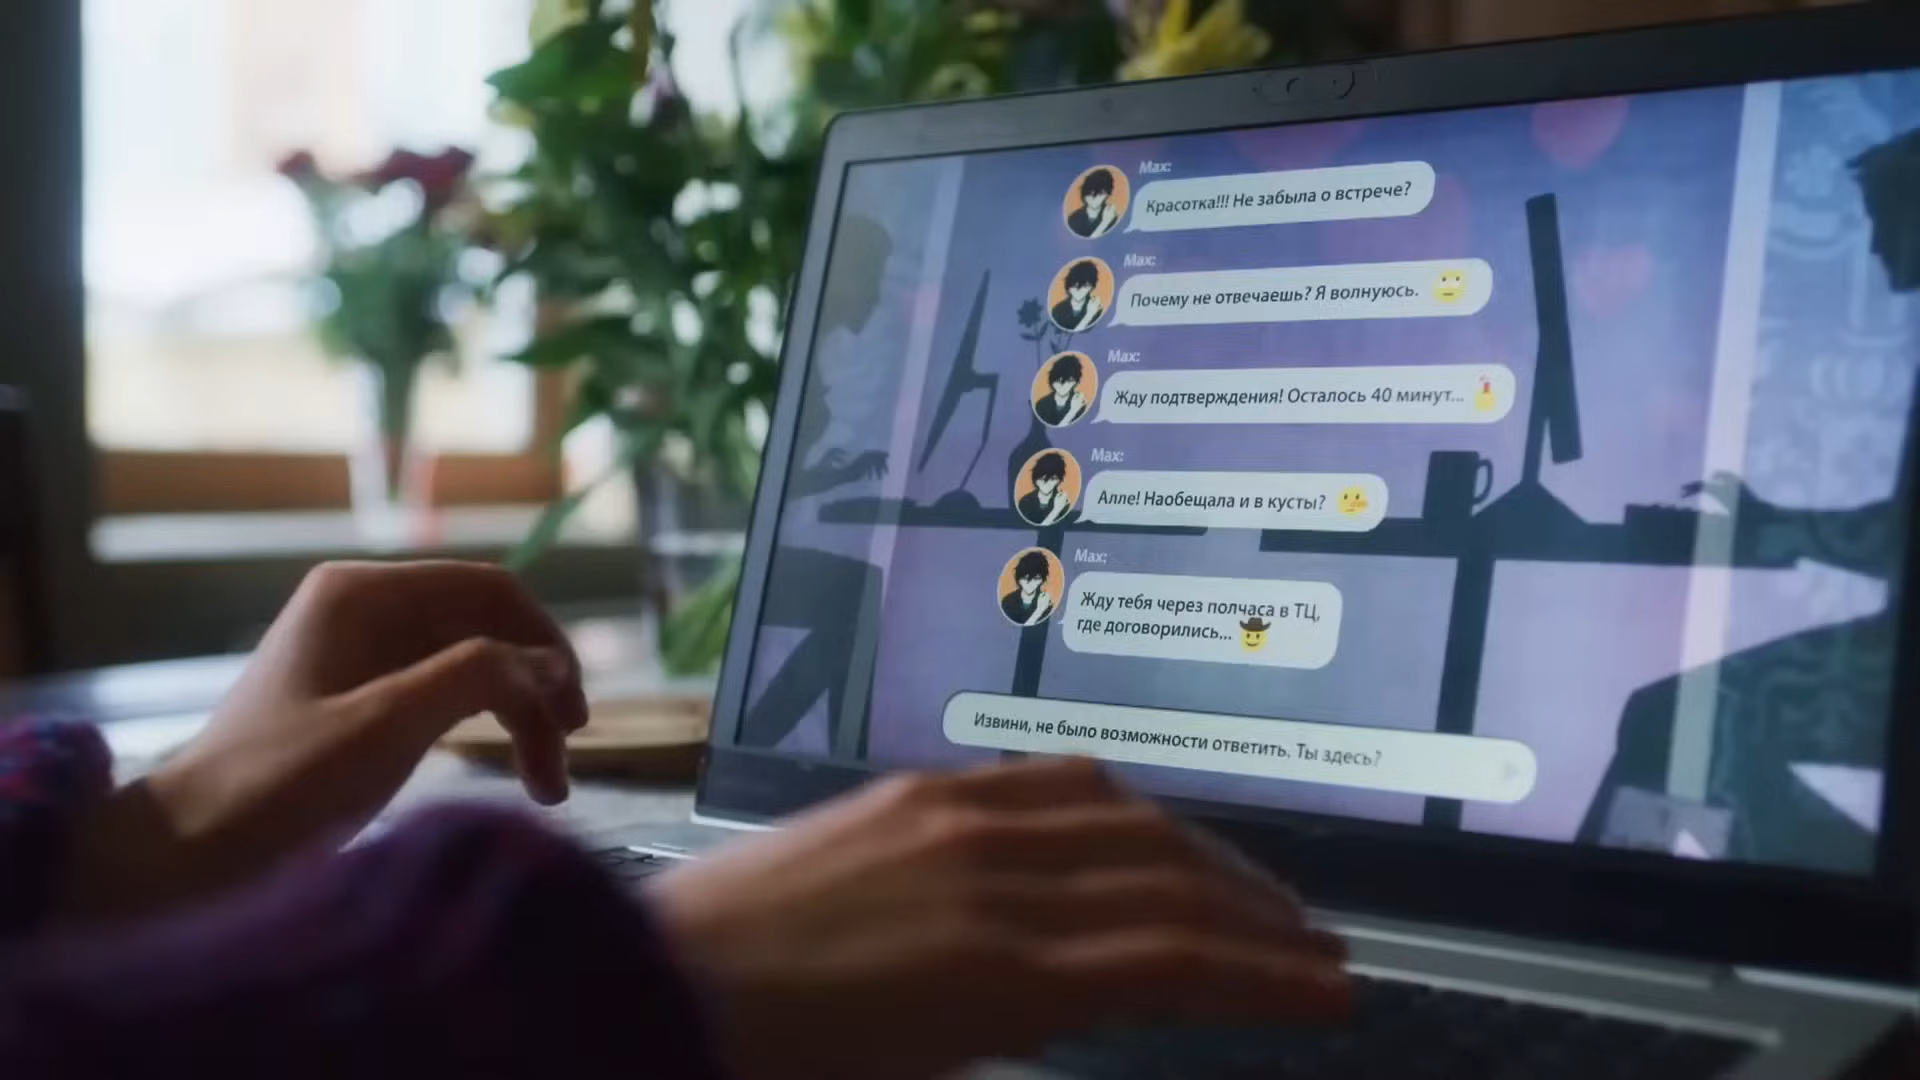 Max:
Красотка!!! Не забыла о встрече?
Max:
Почему не отвечаешь? Я волнуюсь.
Max:
Жду подтверждения! Осталось 40 минут...
Max:
Алле! Наобещала и в кусты?
Max:
Жду тебя через полчаса в ТЦ,
где договорились...
Извини, не было возможности ответить. Ты здесь?